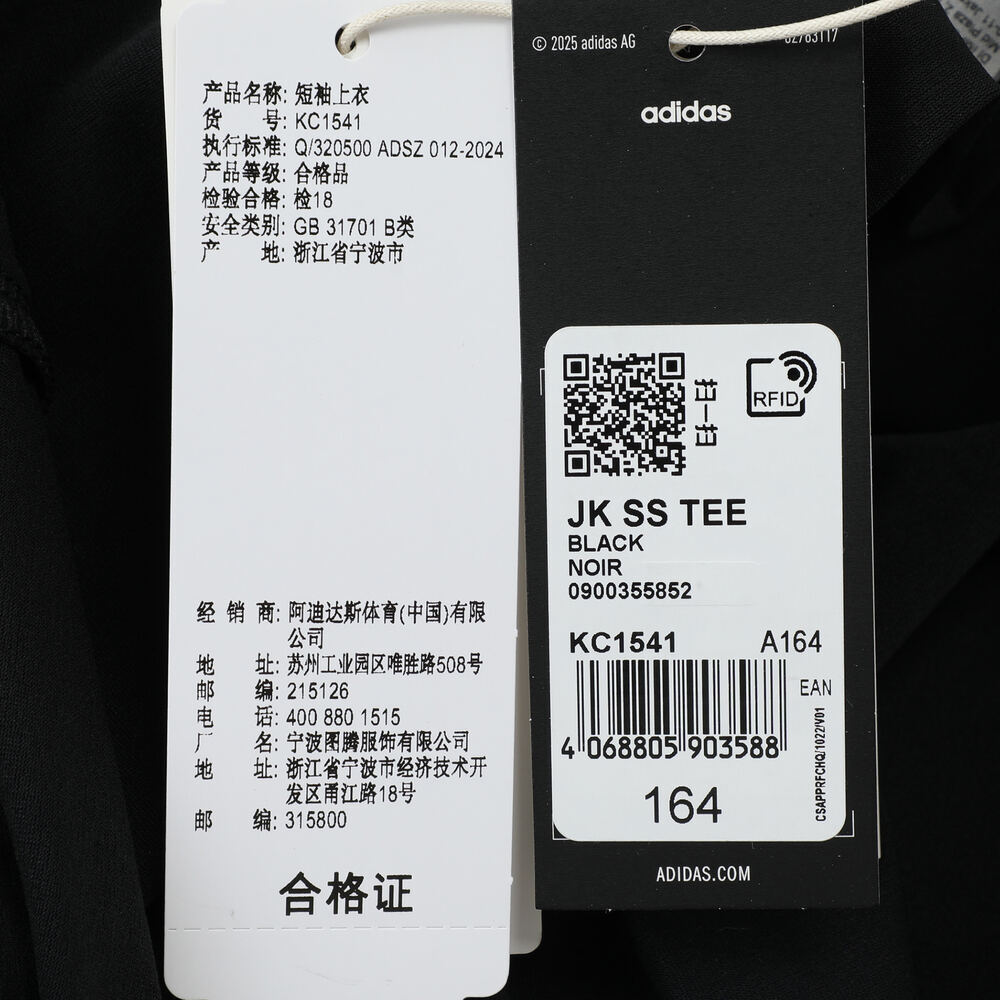 产品名称: 短袖上衣
货 号: KC1541
执行标准: Q/320500 ADSZ 012-2024
产品等级: 合格品
检验合格: 检18
安全类别: GB 31701 B类
产 地: 浙江省宁波市
经 销 商: 阿迪达斯体育(中国)有限
公司
地 址: 苏州工业园区唯胜路508号
邮 编: 215126
电 话: 400 880 1515
厂 名: 宁波图腾服饰有限公司
地 址: 浙江省宁波市经济技术开
发区甬江路18号
邮 编: 315800
合格证
© 2025 adidas AG
adidas
扫一扫
RFID
JK SS TEE
BLACK
NOIR
0900355852
KC1541 A164
EAN
4 068805 903588
CSAPPRFCHQ/1022/V01
164
ADIDAS.COM